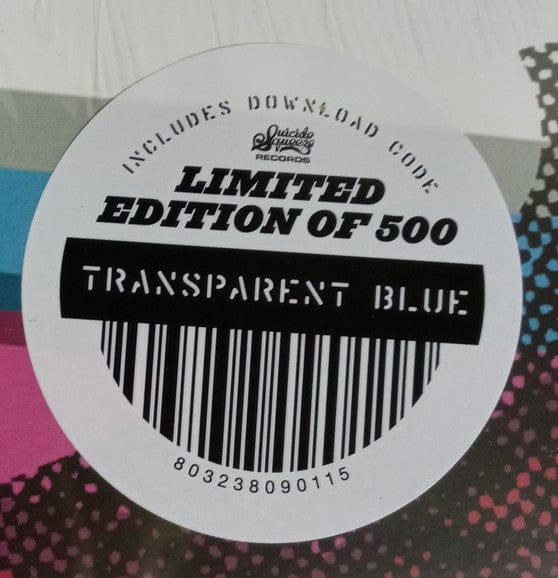 INCLUDES DOWNLOAD CODE
Suicide
Squeeze
RECORDS
LIMITED
EDITION OF 500
TRANSPARENT BLUE
803238090115